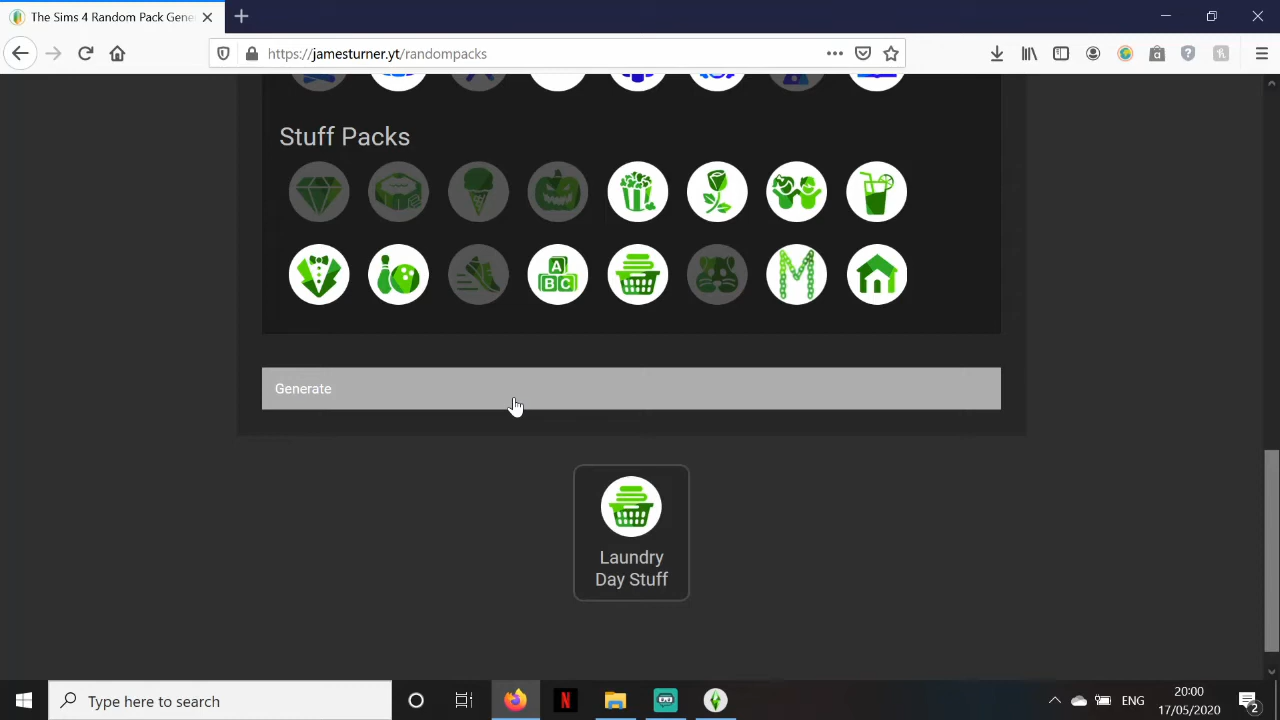 The Sims 4 Random Pack Gene
https://jamesturner.yt/randompacks
Stuff Packs
A
B C
M
Generate
Laundry
Day Stuff
Type here to search
N
ENG
20:00
17/05/2020
2